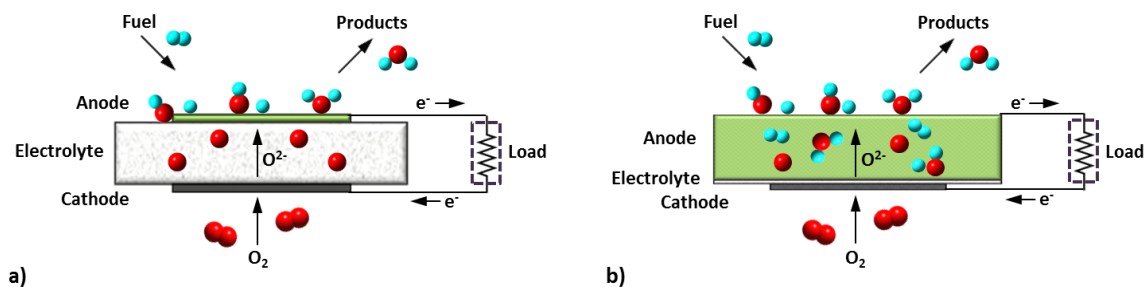 Fuel
Products
Anode
e-
Electrolyte
O2-
Load
Cathode
e-
O2
a)
Fuel
Products
e-
Anode
O2-
Load
Electrolyte
Cathode
e-
O2
b)